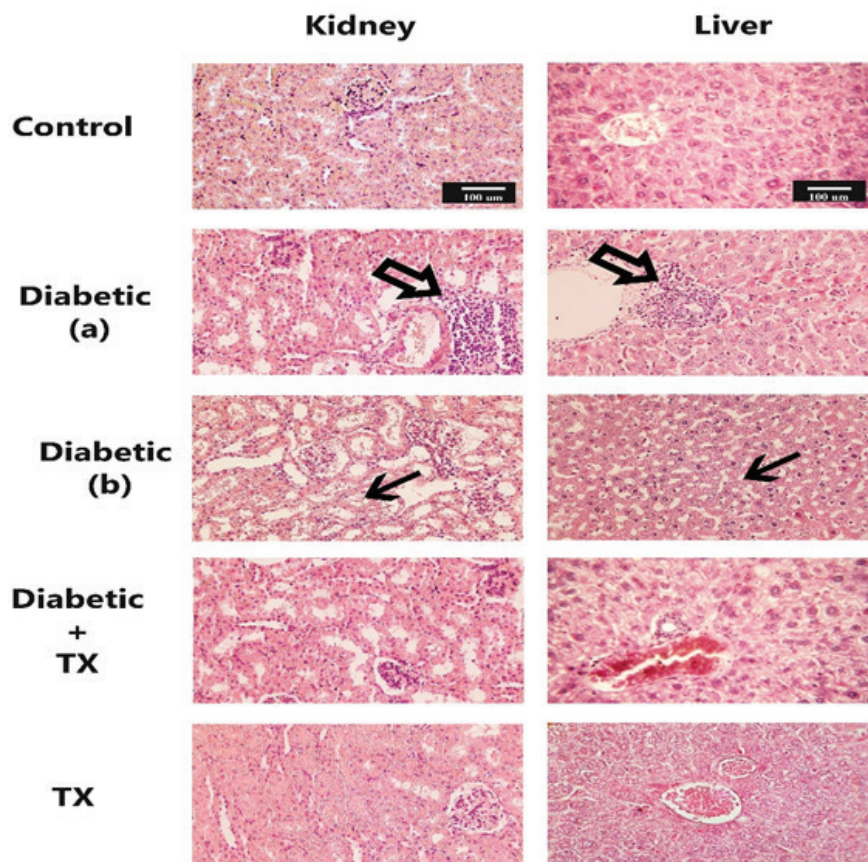 Kidney Liver
Control
100 um 100 um
Diabetic
(a)
Diabetic
(b)
Diabetic
+
TX
TX